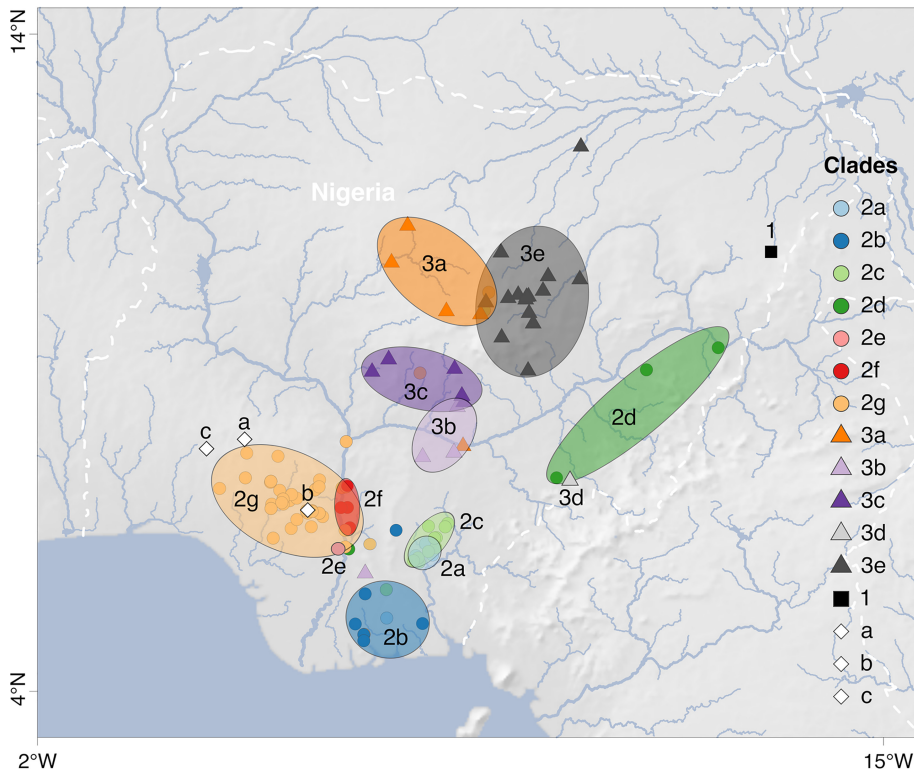 14°N
Nigeria
Clades
1
2a
3e
2b
3a
2c
2d
2e
3c
2f
2g
3b
2d
3a
a
c
3b
3d
2g
b
2f
3c
2c
3d
2e
2a
3e
1
2b
a
b
4°N
c
2°W
15°W